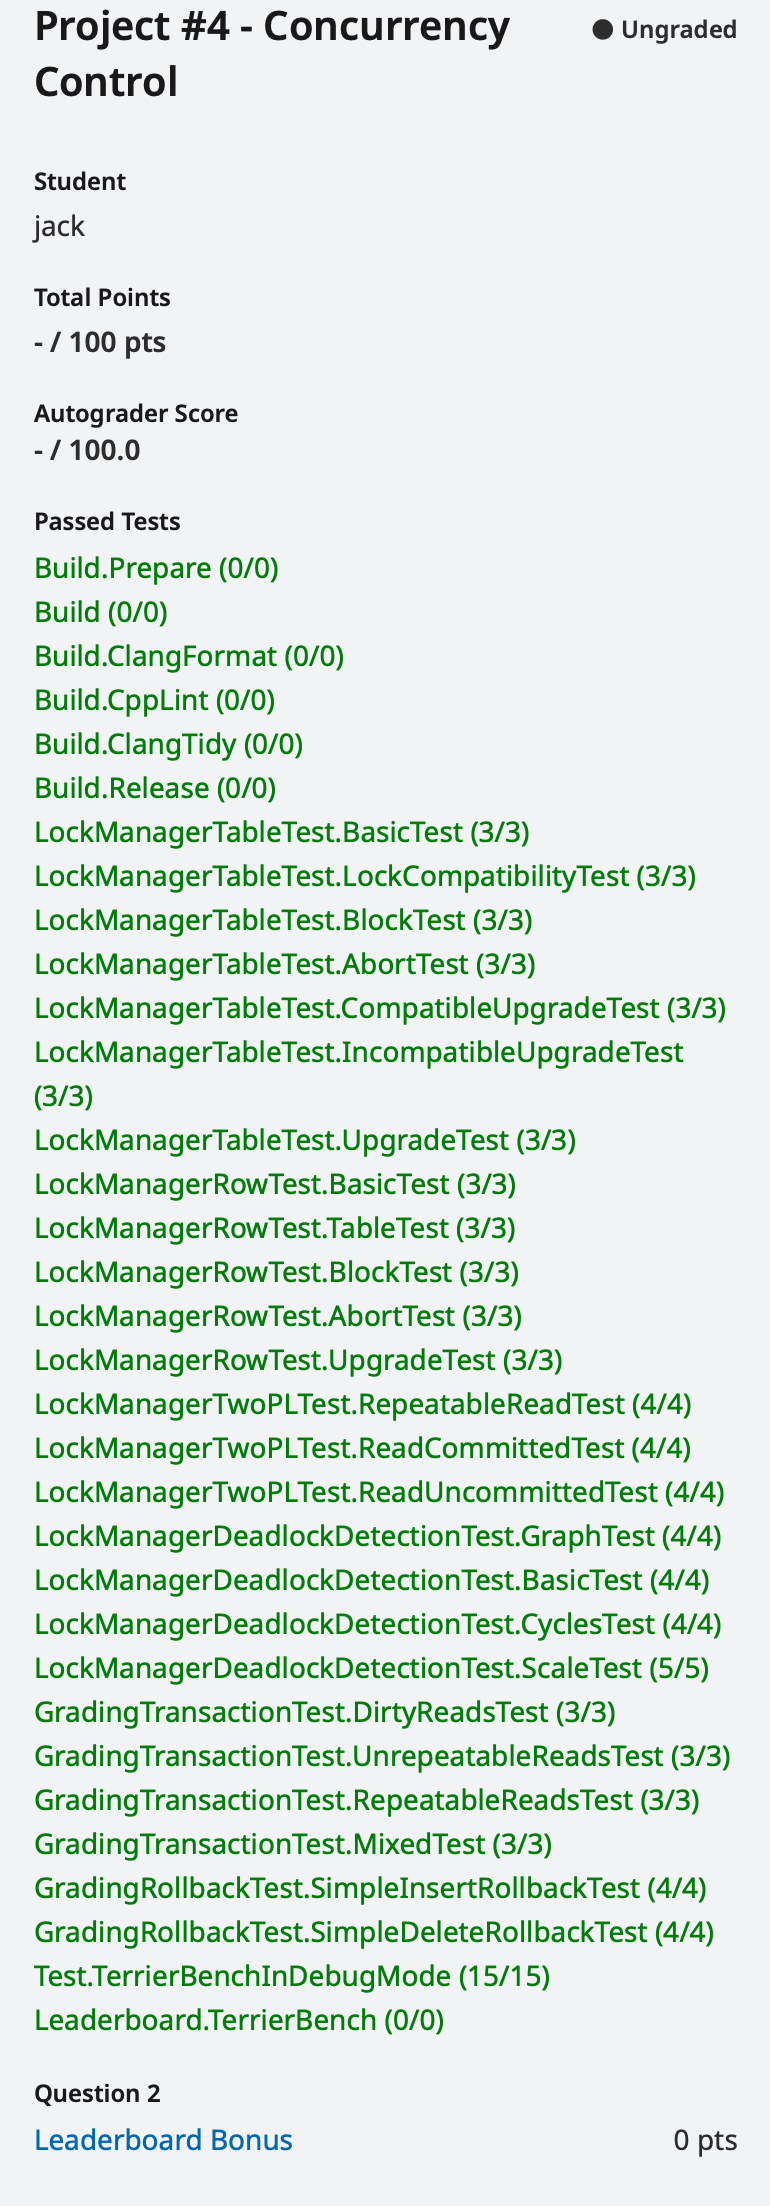 Project #4 - Concurrency
Control
● Ungraded
Student
jack
Total Points
- / 100 pts
Autograder Score
- / 100.0
Passed Tests
Build.Prepare (0/0)
Build (0/0)
Build.ClangFormat (0/0)
Build.CppLint (0/0)
Build.ClangTidy (0/0)
Build.Release (0/0)
LockManagerTableTest.BasicTest (3/3)
LockManagerTableTest.LockCompatibilityTest (3/3)
LockManagerTableTest.BlockTest (3/3)
LockManagerTableTest.AbortTest (3/3)
LockManagerTableTest.CompatibleUpgradeTest (3/3)
LockManagerTableTest.IncompatibleUpgradeTest
(3/3)
LockManagerTableTest.UpgradeTest (3/3)
LockManagerRowTest.BasicTest (3/3)
LockManagerRowTest.TableTest (3/3)
LockManagerRowTest.BlockTest (3/3)
LockManagerRowTest.AbortTest (3/3)
LockManagerRowTest.UpgradeTest (3/3)
LockManagerTwoPLTest.RepeatableReadTest (4/4)
LockManagerTwoPLTest.ReadCommittedTest (4/4)
LockManagerTwoPLTest.ReadUncommittedTest (4/4)
LockManagerDeadlockDetectionTest.GraphTest (4/4)
LockManagerDeadlockDetectionTest.BasicTest (4/4)
LockManagerDeadlockDetectionTest.CyclesTest (4/4)
LockManagerDeadlockDetectionTest.ScaleTest (5/5)
GradingTransactionTest.DirtyReadsTest (3/3)
GradingTransactionTest.UnrepeatableReadsTest (3/3)
GradingTransactionTest.RepeatableReadsTest (3/3)
GradingTransactionTest.MixedTest (3/3)
GradingRollbackTest.SimpleInsertRollbackTest (4/4)
GradingRollbackTest.SimpleDeleteRollbackTest (4/4)
Test.TerrierBenchInDebugMode (15/15)
Leaderboard.TerrierBench (0/0)
Question 2
Leaderboard Bonus 0 pts